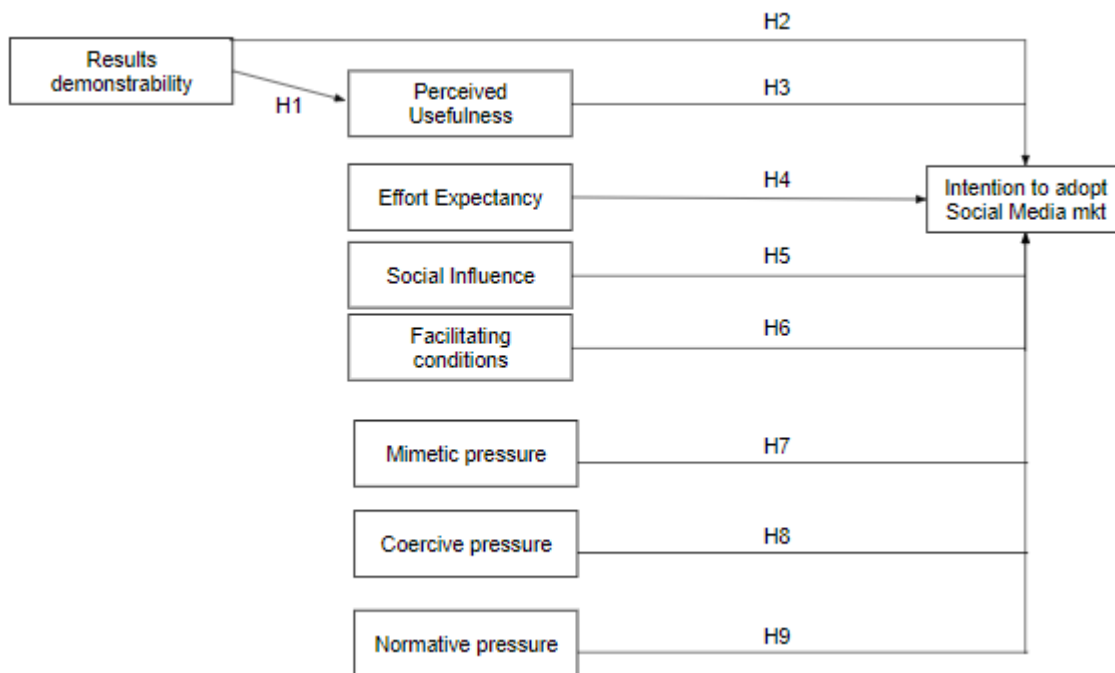 H2
Results
demonstrability
H1
Perceived
Usefulness
H3
Effort Expectancy
H4
Intention to adopt
Social Media mkt
Social Influence
H5
Facilitating
conditions
H6
Mimetic pressure
H7
Coercive pressure
H8
Normative pressure
H9